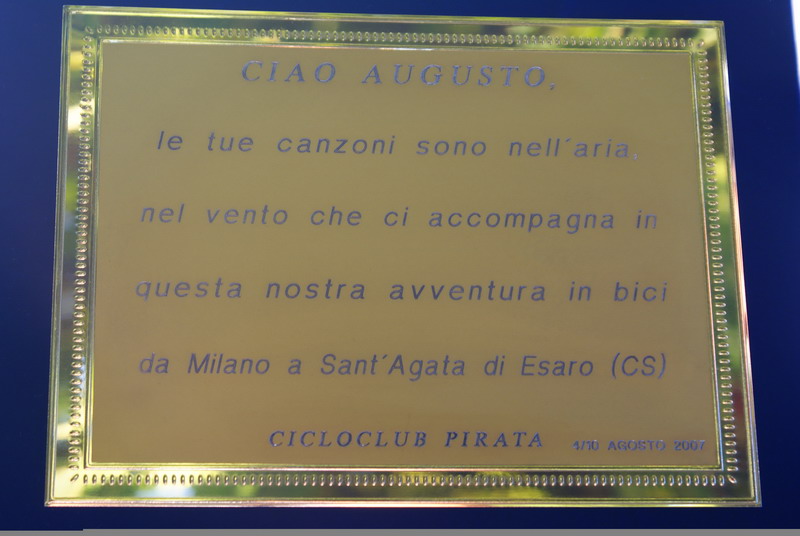 CIAO AUGUSTO,
le tue canzoni sono nell´aria,
nel vento che ci accompagna in
questa nostra avventura in bici
da Milano a Sant´Agata di Esaro (CS)
CICLOCLUB PIRATA 4/10 AGOSTO 2007